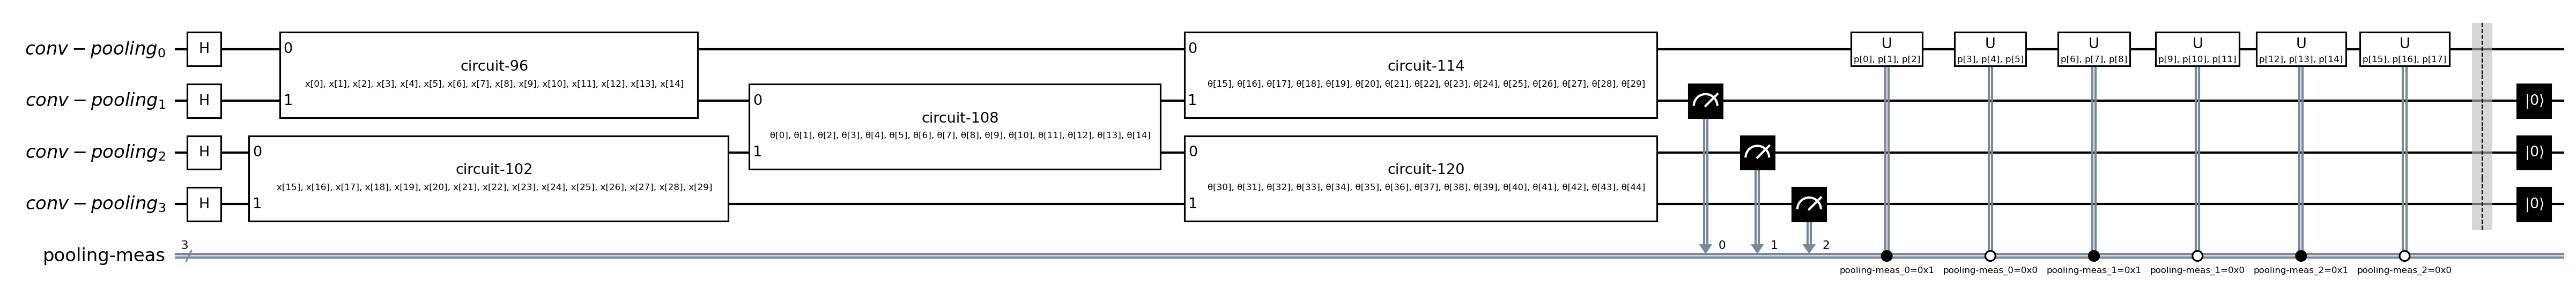 conv − pooling0 H 0 circuit-96 0 circuit-114 U U U U U U
x[0], x[1], x[2], x[3], x[4], x[5], x[6], x[7], x[8], x[9], x[10], x[11], x[12], x[13], x[14] θ[15], θ[16], θ[17], θ[18], θ[19], θ[20], θ[21], θ[22], θ[23], θ[24], θ[25], θ[26], θ[27], θ[28], θ[29] p[0], p[1], p[2] p[3], p[4], p[5] p[6], p[7], p[8] p[9], p[10], p[11] p[12], p[13], p[14] p[15], p[16], p[17]
conv − pooling1 H 1 0 1 |0⟩
circuit-108
θ[0], θ[1], θ[2], θ[3], θ[4], θ[5], θ[6], θ[7], θ[8], θ[9], θ[10], θ[11], θ[12], θ[13], θ[14]
conv − pooling2 H 0 1 0 |0⟩
circuit-102 circuit-120
x[15], x[16], x[17], x[18], x[19], x[20], x[21], x[22], x[23], x[24], x[25], x[26], x[27], x[28], x[29] θ[30], θ[31], θ[32], θ[33], θ[34], θ[35], θ[36], θ[37], θ[38], θ[39], θ[40], θ[41], θ[42], θ[43], θ[44]
conv − pooling3 H 1 1 |0⟩
3 0 1 2
pooling-meas
pooling-meas_0=0x1 pooling-meas_0=0x0 pooling-meas_1=0x1 pooling-meas_1=0x0 pooling-meas_2=0x1 pooling-meas_2=0x0